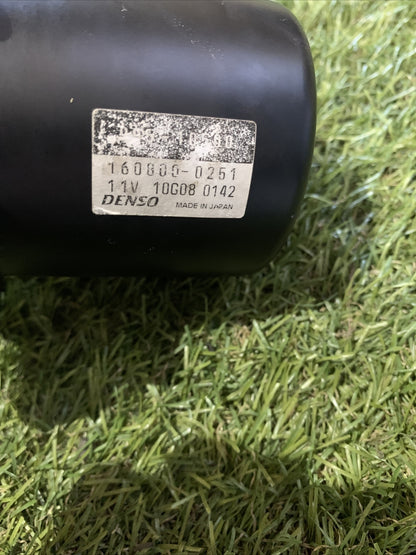 160800-0251
11V 10G08 0142
DENSO MADE IN JAPAN